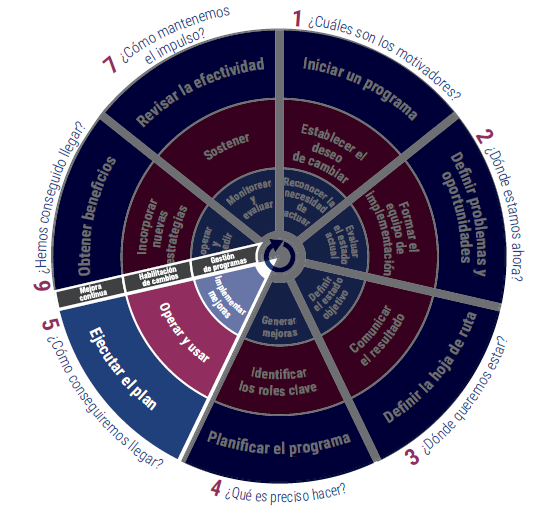 1 ¿Cuáles son los motivadores?
Iniciar un programa
Establecer el
deseo
de cambiar
Reconocer la
necesidad
de
actuar
2 ¿Dónde estamos ahora?
Definir problemas y
oportunidades
Formar el
equipo de
implementación
Evaluar
el estado
actual
3 ¿Dónde queremos estar?
Definir la hoja de ruta
Comunicar
el resultado
Definir
el estado
objetivo
4 ¿Qué es preciso hacer?
Planificar el programa
Identificar
los roles clave
Generar
mejoras
5 ¿Cómo conseguiremos llegar?
Ejecutar el plan
Operar y usar
Implementar
mejoras
6 ¿Hemos conseguido llegar?
Obtener beneficios
Incorporar
nuevas
estrategias
7 ¿Cómo mantenemos
el impulso?
Revisar la efectividad
Sostener
Monitorear
y
evaluar
Mejora
continua
Habilitación
de cambios
Gestión
de programas